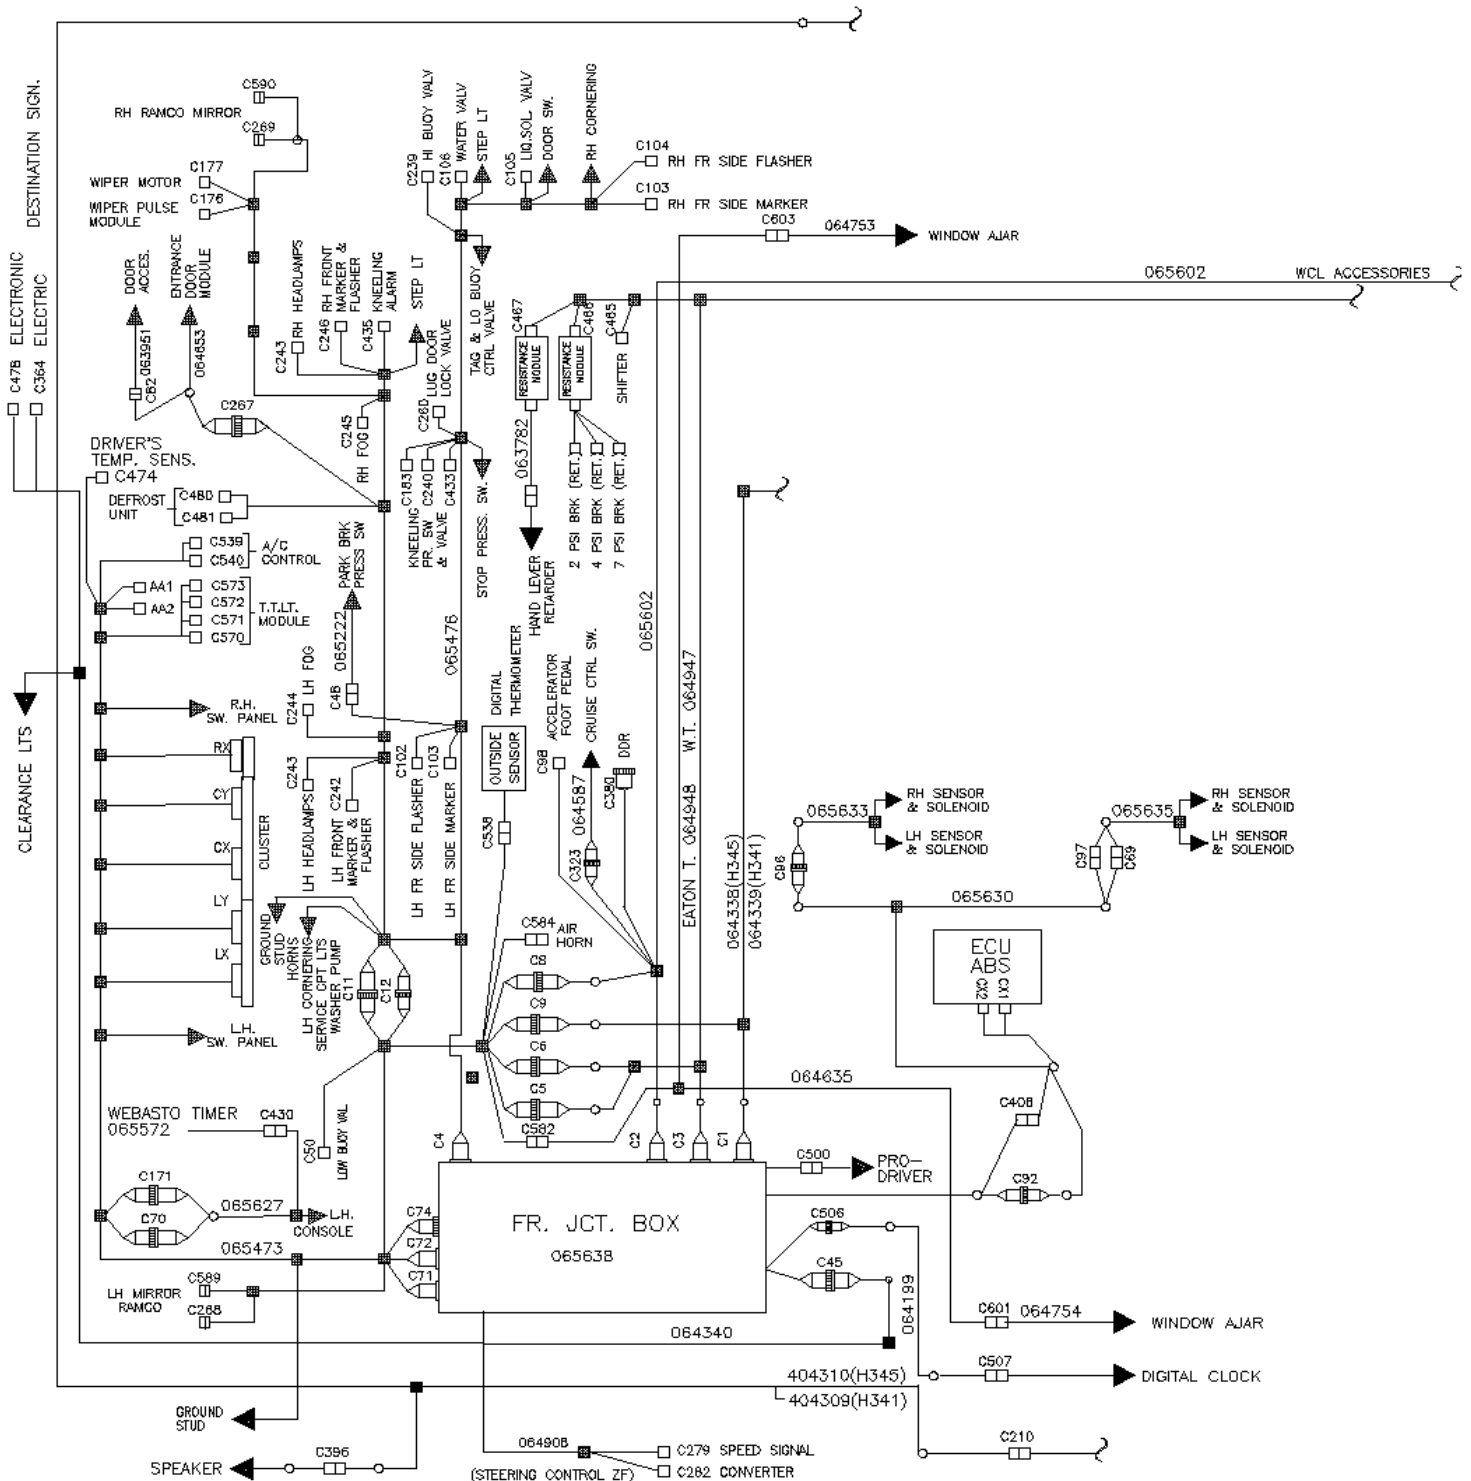 C590
RH RAMCO MIRROR
C269
C177
WIPER MOTOR
C176
WIPER PULSE
MODULE
C478 ELECTRONIC
C364 ELECTRIC
DESTINATION SIGN.
DOOR
ACCES.
ENTRANCE
DOOR
MODULE
063951
C82
064653
C267
DRIVER'S
TEMP. SENS.
C474
DEFROST
UNIT
C480
C481
C539
C540
A/C
CONTROL
AA1
AA2
C573
C572
C571
C570
T.T.LT.
MODULE
C243
RH HEADLAMPS
C246
RH FRONT
MARKER &
FLASHER
C435
KNEELING
ALARM
STEP LT
C245
RH FOG
C239
HI BUOY VALV
C106
WATER VALV
STEP LT
C105
LIQ.SOL VALV
DOOR SW.
RH CORNERING
C104
RH FR SIDE FLASHER
C103
RH FR SIDE MARKER
C603
064753
WINDOW AJAR
TAG & LO BUOY
CTRL VALVE
C260
LUG DOOR
LOCK VALVE
C183
C240
C433
KNEELING
PR. SW
& VALVE
STOP PRESS. SW.
C467
RESISTANCE
MODULE
C466
RESISTANCE
MODULE
C465
SHIFTER
063782
HAND LEVER
RETARDER
2 PSI BRK (RET.)
4 PSI BRK (RET.)
7 PSI BRK (RET.)
065602
WCL ACCESSORIES
065602
PARK BRK
PRESS SW
065222
065476
C48
C244
LH FOG
C243
LH HEADLAMPS
C242
LH FRONT
MARKER &
FLASHER
C102
LH FR SIDE FLASHER
C103
LH FR SIDE MARKER
DIGITAL
THERMOMETER
OUTSIDE
SENSOR
C538
C98
ACCELERATOR
FOOT PEDAL
CRUISE CTRL SW.
064587
C323
DDR
C380
EATON T. 064948
W.T. 064947
064338(H345)
064339(H341)
CLEARANCE LTS
R.H.
SW. PANEL
RX
CY
CX
LY
LX
CLUSTER
L.H.
SW. PANEL
GROUND
STUD
HORNS
LH CORNERING
SERVICE CPT LTS
WASHER PUMP
C11
C12
C584
AIR
HORN
C8
C9
C6
C5
C582
065633
RH SENSOR
& SOLENOID
LH SENSOR
& SOLENOID
065635
RH SENSOR
& SOLENOID
LH SENSOR
& SOLENOID
C96
C97
C69
065630
ECU
ABS
CX2
CX1
064635
C408
C92
WEBASTO TIMER
065572
C430
C50
LOW BUOY VAL
C4
C2
C3
C1
C500
PRO-
DRIVER
C171
C70
065627
L.H.
CONSOLE
065473
C74
C72
C71
FR. JCT. BOX
065638
C506
C45
064199
C589
LH MIRROR
RAMCO
C268
064340
C601
064754
WINDOW AJAR
404310(H345)
404309(H341)
C507
DIGITAL CLOCK
GROUND
STUD
SPEAKER
C396
064908
(STEERING CONTROL ZF)
C279 SPEED SIGNAL
C282 CONVERTER
C210